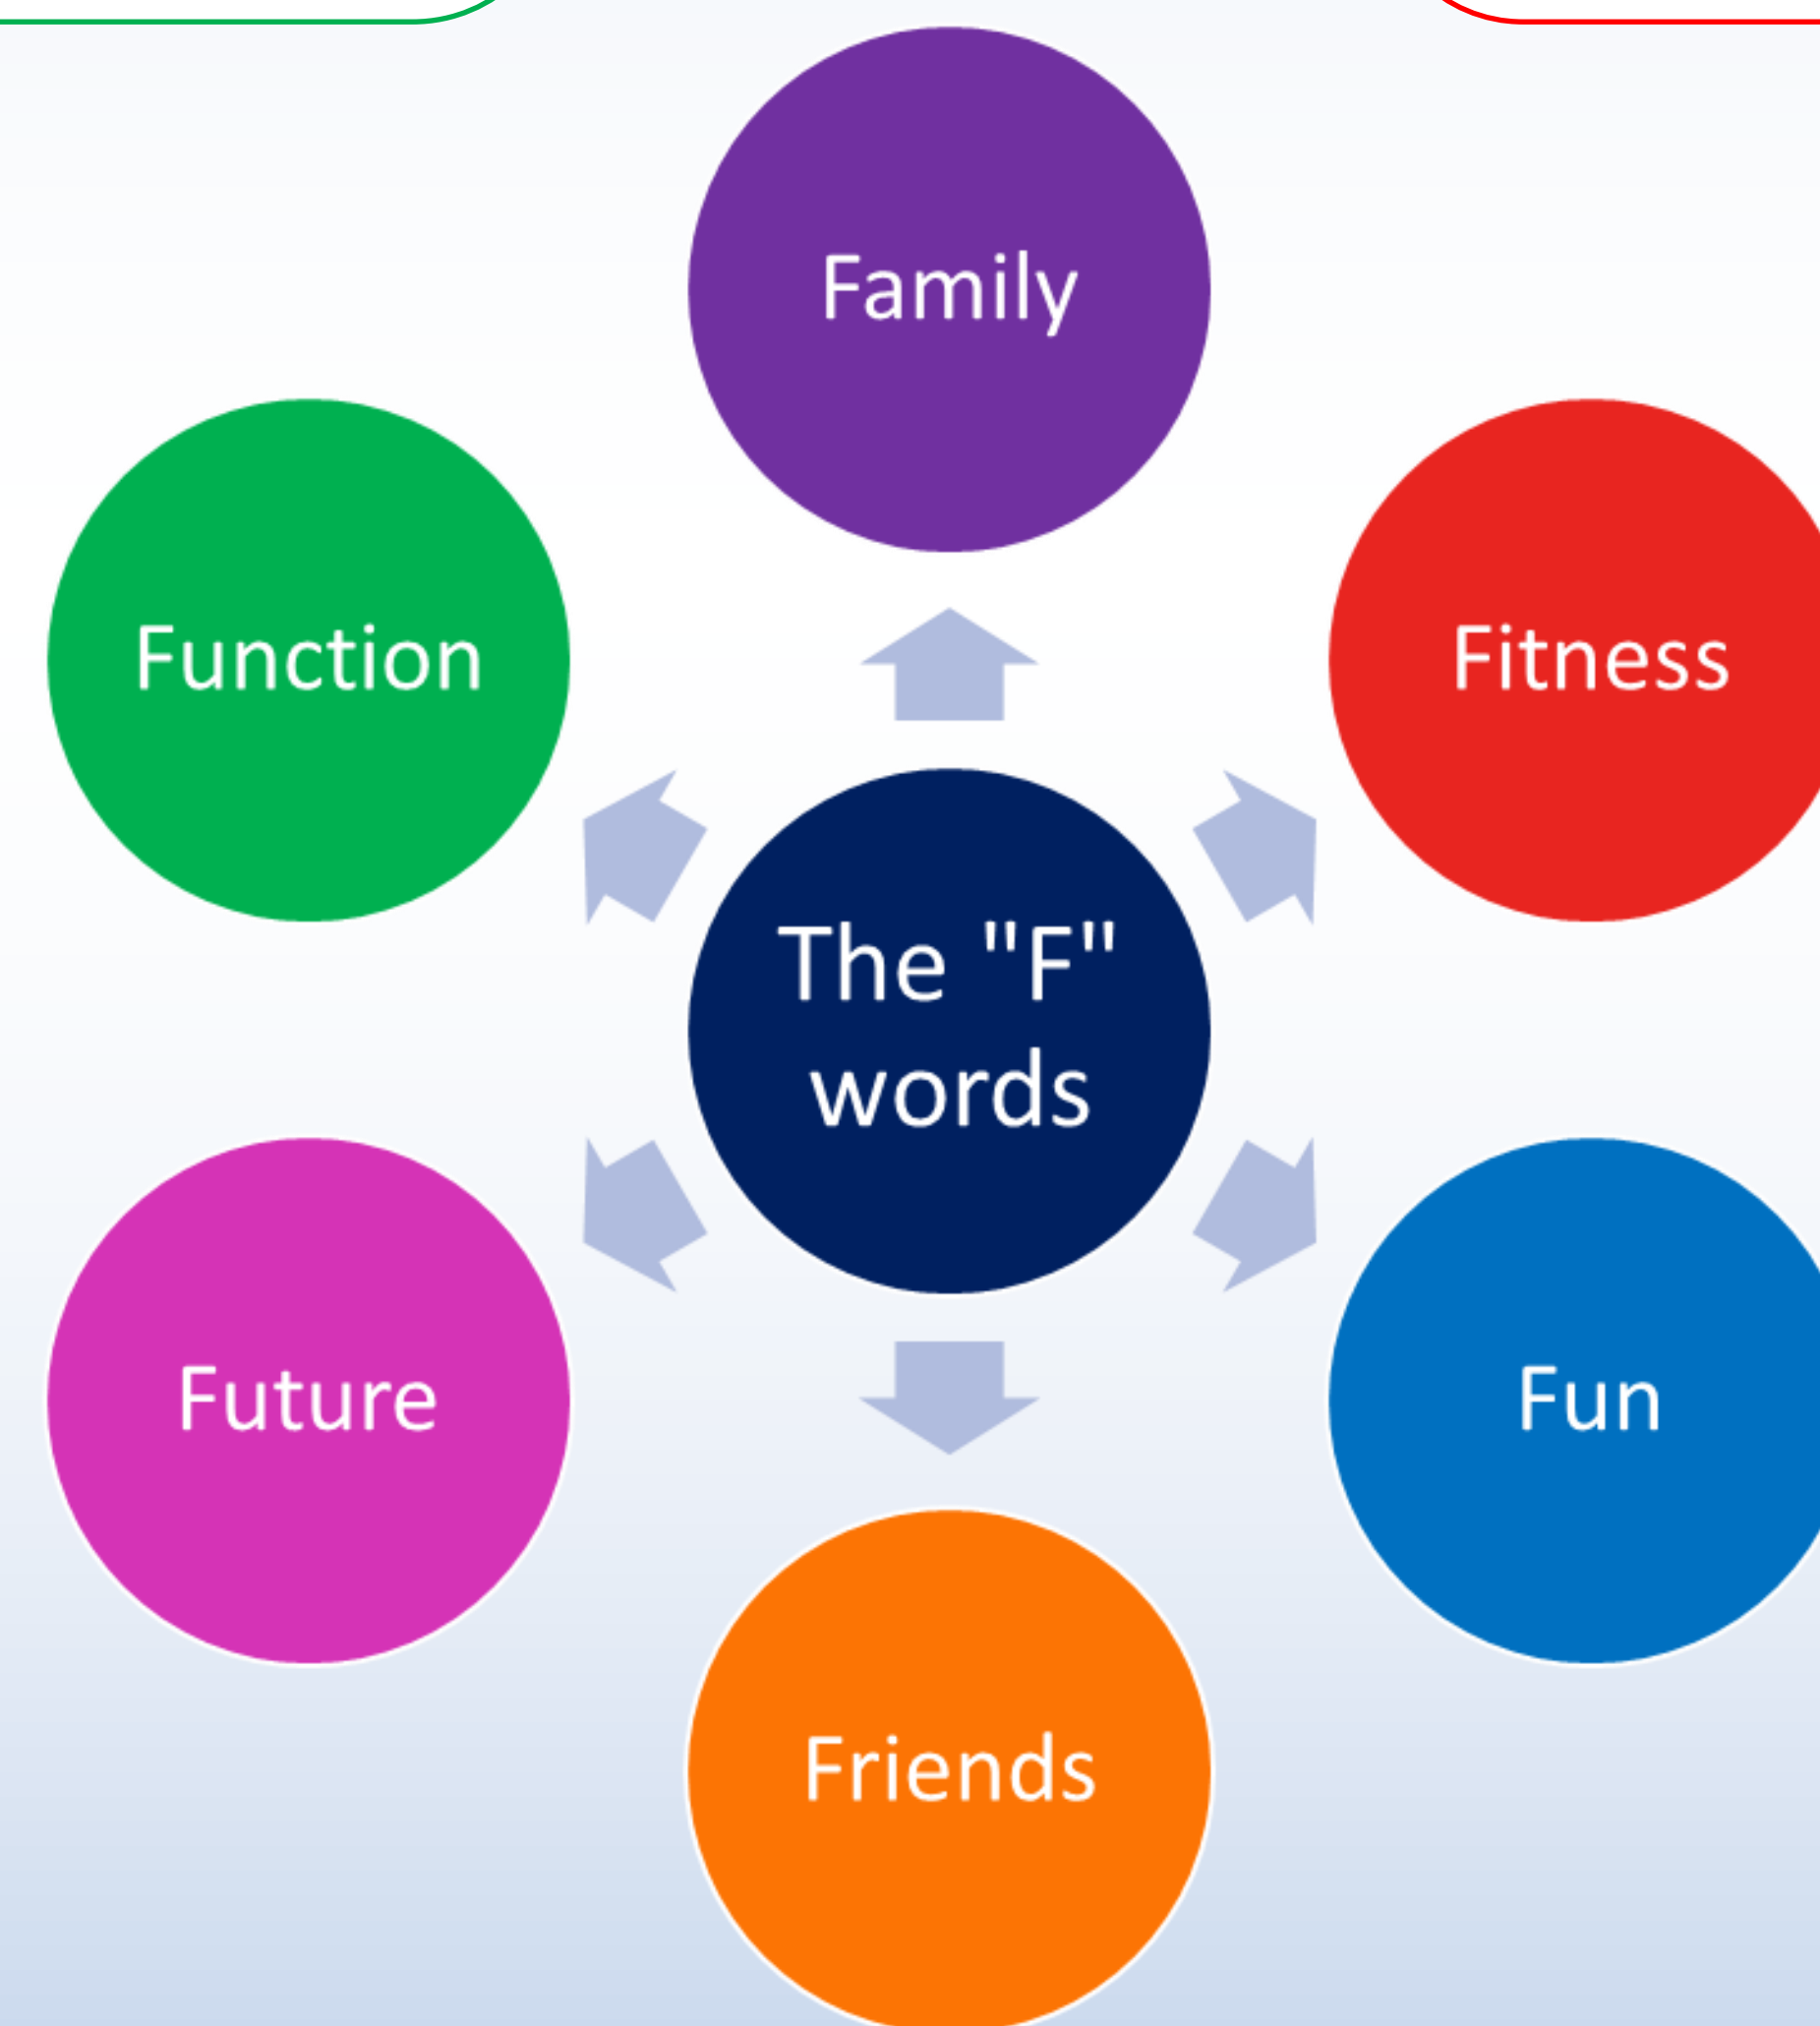 Family
Function
Fitness
The "F"
words
Future
Fun
Friends